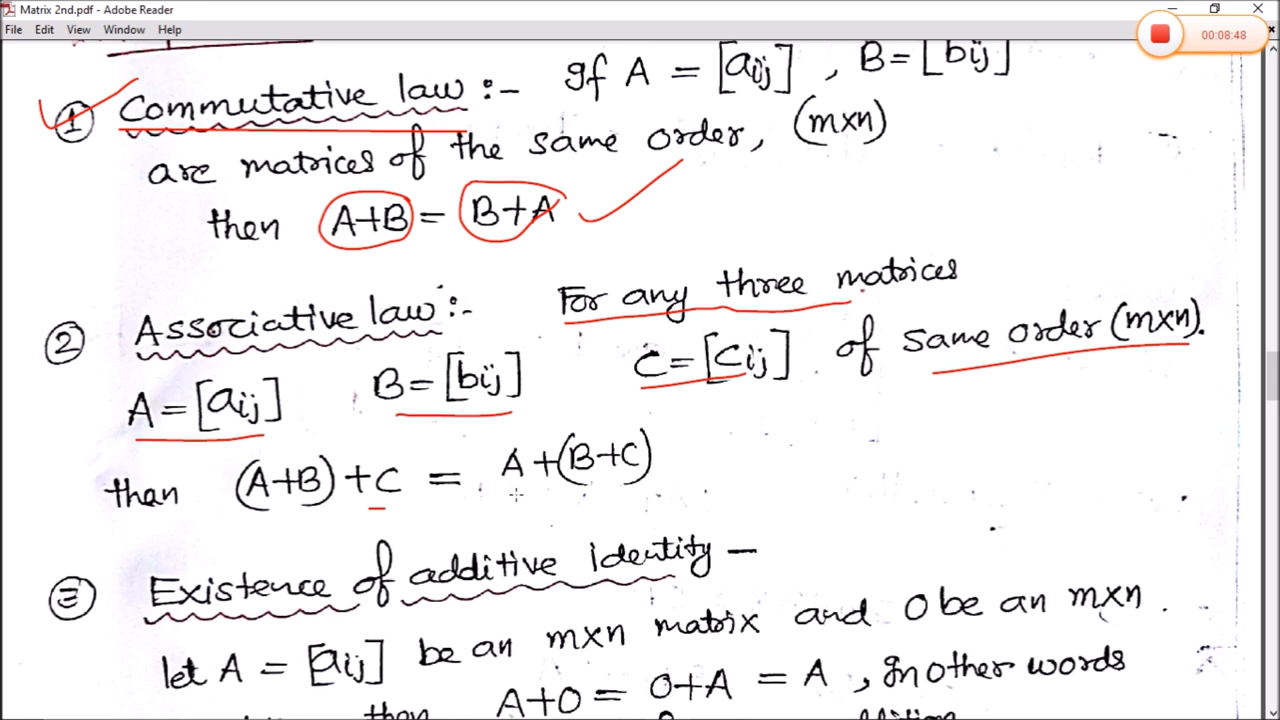 Matrix 2nd.pdf - Adobe Reader
File Edit View Window Help
00:08:48
① Commutative law :- If A = [aij] , B = [bij]
are matrices of the same order, (m×n)
then A+B = B+A
② Associative law :- For any three matrices
A = [aij] B = [bij] C = [cij] of same order (m×n).
then (A+B) + C = A + (B+C)
③ Existence of additive identity –
let A = [aij] be an m×n matrix and 0 be an m×n .
then A+0 = 0+A = A , In other words